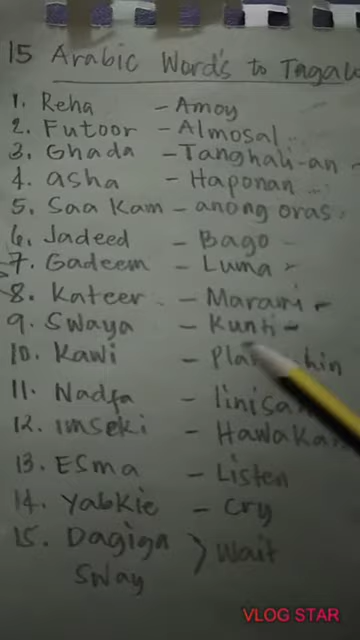 15 Arabic Word's to Tagalo
1. Reha - Amoy
2. Futoor - Almosal
3. Ghada - Tanghali-an
4. asha - Haponan
5. Saa Kam - anong oras
6. Jadeed - Bago
7. Gadeem - Luma
8. Kateer - Marami
9. Swaya - Kunti
10. Kawi
11. Nadfa - linisan
12. imseki - Hawakan
13. Esma - Listen
14. Yabkie - Cry
15. Dagiga } Wait
Sway
VLOG STAR